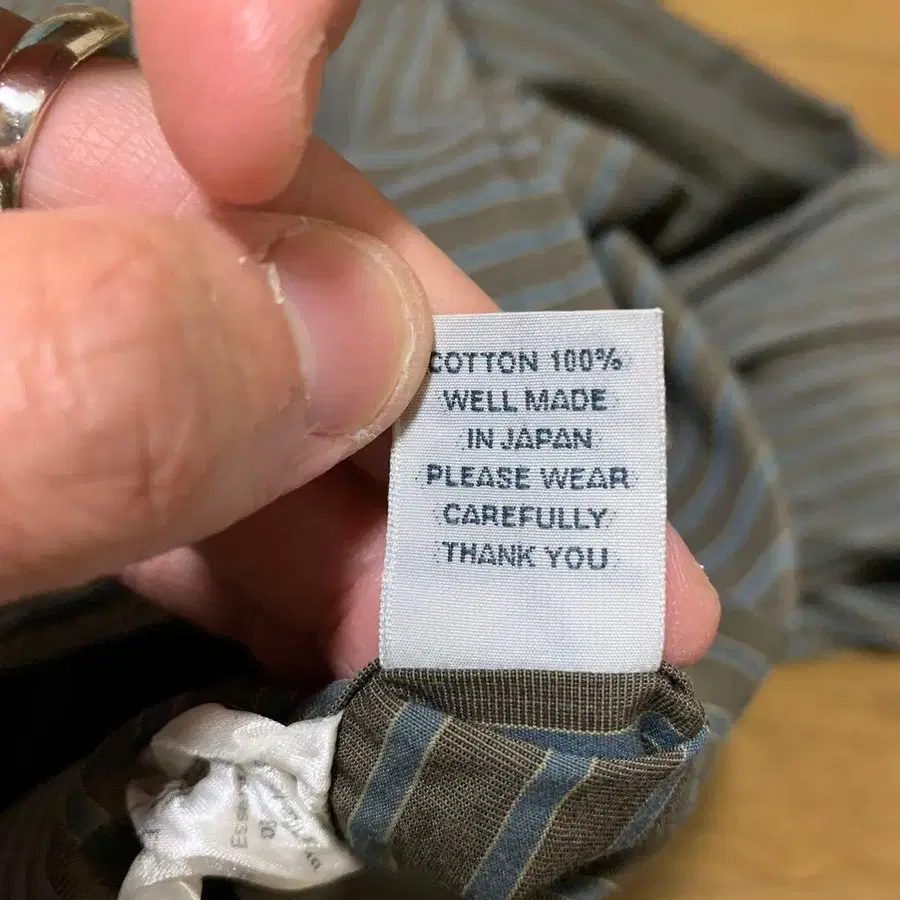 COTTON 100%
WELL MADE
IN JAPAN
PLEASE WEAR
CAREFULLY
THANK YOU